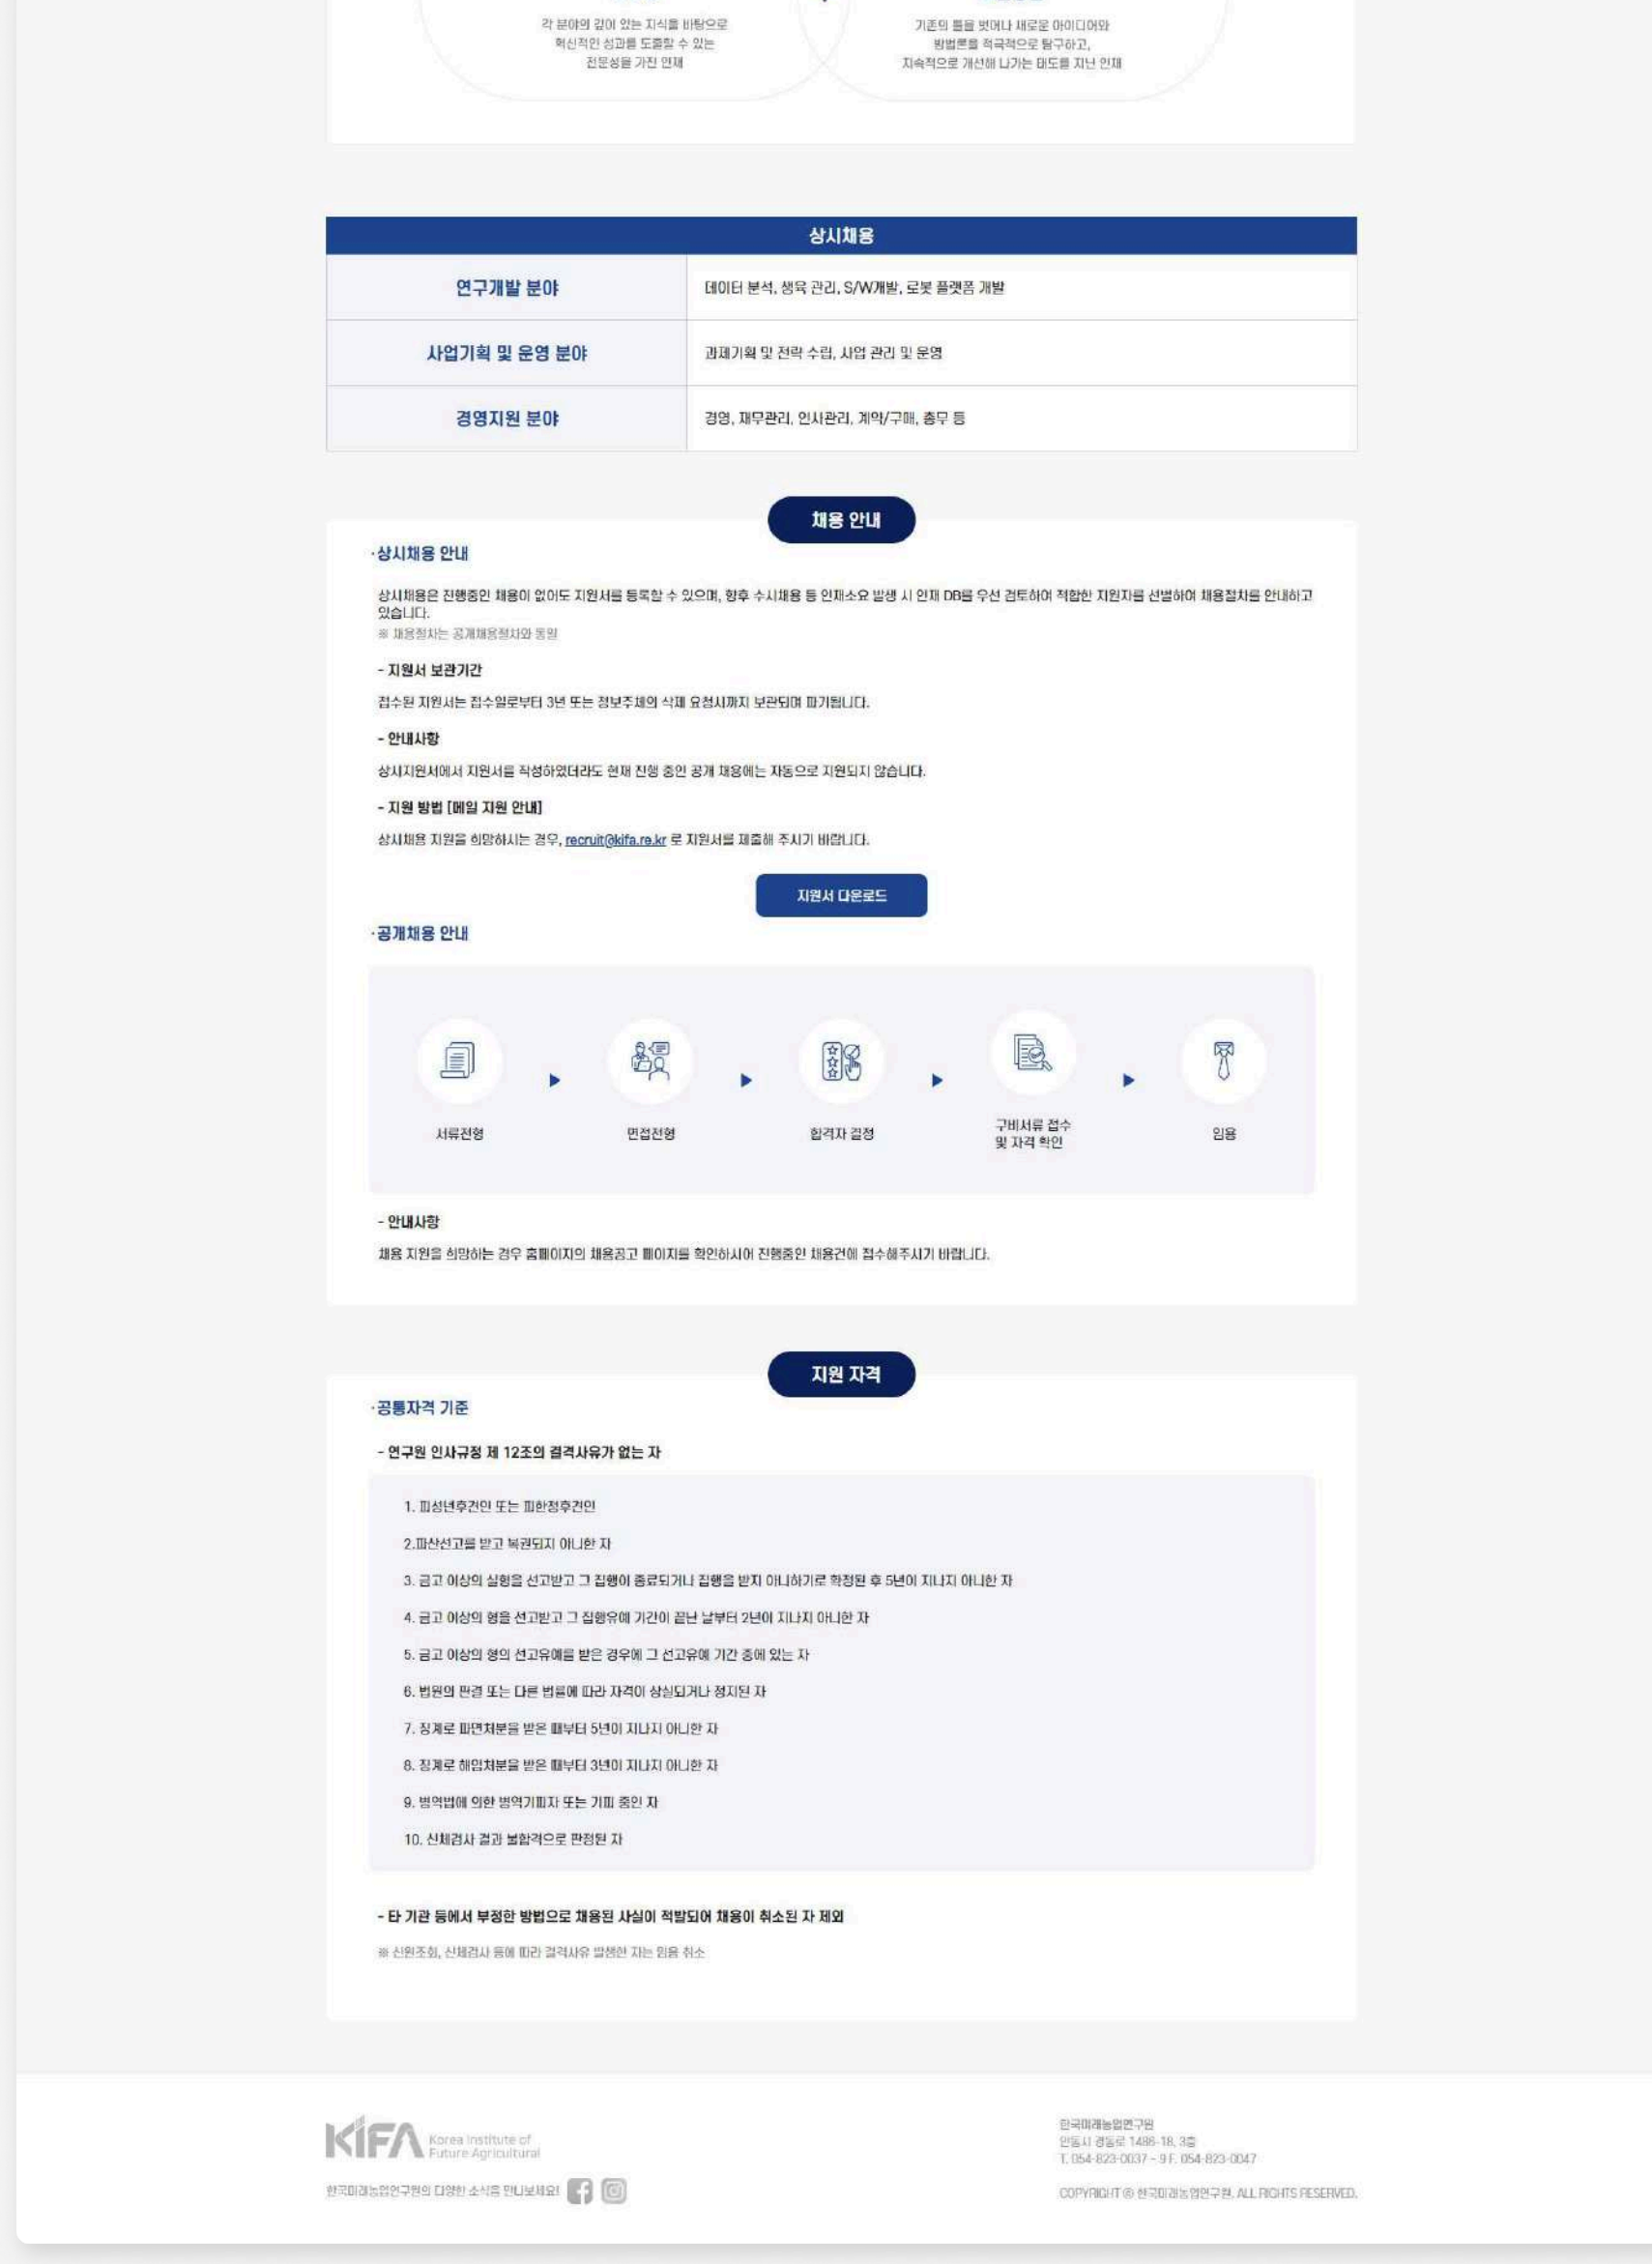 각 분야의 깊이 있는 지식을 바탕으로
혁신적인 성과를 도출할 수 있는
전문성을 가진 인재
기존의 틀을 벗어나 새로운 아이디어와
방법론을 적극적으로 탐구하고,
지속적으로 개선해 나가는 태도를 지닌 인재
상시채용
연구개발 분야
데이터 분석, 생육 관리, S/W개발, 로봇 플랫폼 개발
사업기획 및 운영 분야
과제기획 및 전략 수립, 사업 관리 및 운영
경영지원 분야
경영, 재무관리, 인사관리, 계약/구매, 총무 등
채용 안내
·상시채용 안내
상시채용은 진행중인 채용이 없어도 지원서를 등록할 수 있으며, 향후 수시채용 등 인재소요 발생 시 인재 DB를 우선 검토하여 적합한 지원자를 선별하여 채용절차를 안내하고
있습니다.
※ 채용절차는 공개채용절차와 동일
- 지원서 보관기간
접수된 지원서는 접수일로부터 3년 또는 정보주체의 삭제 요청시까지 보관되며 파기됩니다.
- 안내사항
상시지원서에서 지원서를 작성하였더라도 현재 진행 중인 공개 채용에는 자동으로 지원되지 않습니다.
- 지원 방법 [메일 지원 안내]
상시채용 지원을 희망하시는 경우, recruit@kifa.re.kr 로 지원서를 제출해 주시기 바랍니다.
지원서 다운로드
·공개채용 안내
서류전형
면접전형
합격자 결정
구비서류 접수
및 자격 확인
임용
- 안내사항
채용 지원을 희망하는 경우 홈페이지의 채용공고 페이지를 확인하시어 진행중인 채용건에 접수해주시기 바랍니다.
지원 자격
·공통자격 기준
- 연구원 인사규정 제 12조의 결격사유가 없는 자
1. 피성년후견인 또는 피한정후견인
2.파산선고를 받고 복권되지 아니한 자
3. 금고 이상의 실형을 선고받고 그 집행이 종료되거나 집행을 받지 아니하기로 확정된 후 5년이 지나지 아니한 자
4. 금고 이상의 형을 선고받고 그 집행유예 기간이 끝난 날부터 2년이 지나지 아니한 자
5. 금고 이상의 형의 선고유예를 받은 경우에 그 선고유예 기간 중에 있는 자
6. 법원의 판결 또는 다른 법률에 따라 자격이 상실되거나 정지된 자
7. 징계로 파면처분을 받은 때부터 5년이 지나지 아니한 자
8. 징계로 해임처분을 받은 때부터 3년이 지나지 아니한 자
9. 병역법에 의한 병역기피자 또는 기피 중인 자
10. 신체검사 결과 불합격으로 판정된 자
- 타 기관 등에서 부정한 방법으로 채용된 사실이 적발되어 채용이 취소된 자 제외
※ 신원조회, 신체검사 등에 따라 결격사유 발생한 자는 임용 취소
KIFA Korea Institute of
Future Agricultural
한국미래농업연구원의 다양한 소식을 만나보세요!
한국미래농업연구원
안동시 경동로 1486-18, 3층
T. 054-823-0037 ~ 9 F. 054-823-0047
COPYRIGHT ⓒ 한국미래농업연구원. ALL RIGHTS RESERVED.